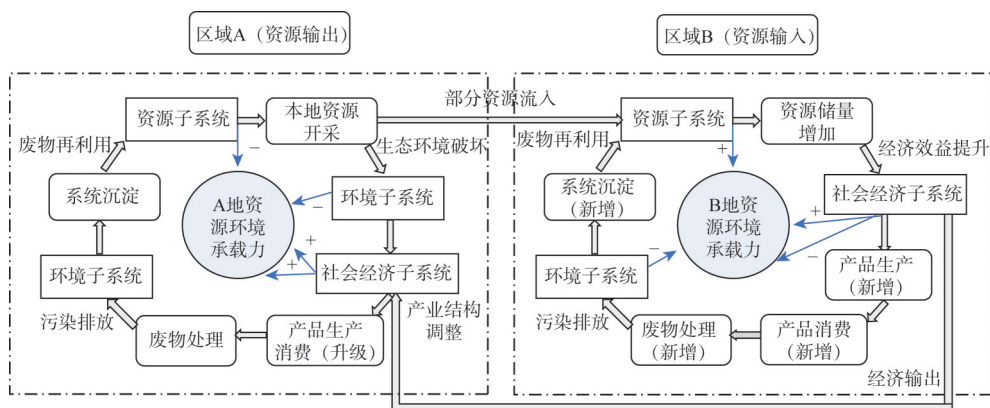 区域A（资源输出）
区域B（资源输入）
部分资源流入
资源子系统
本地资源
开采
废物再利用
生态环境破坏
系统沉淀
A地资
源环境
承载力
环境子系统
环境子系统
社会经济子系统
污染排放
废物处理
产品生产
消费（升级）
产业结构
调整
−
−
+
+
资源子系统
资源储量
增加
废物再利用
经济效益提升
系统沉淀
(新增)
B地资
源环境
承载力
社会经济子系统
环境子系统
产品生产
(新增)
污染排放
废物处理
(新增)
产品消费
(新增)
经济输出
+
+
−
−